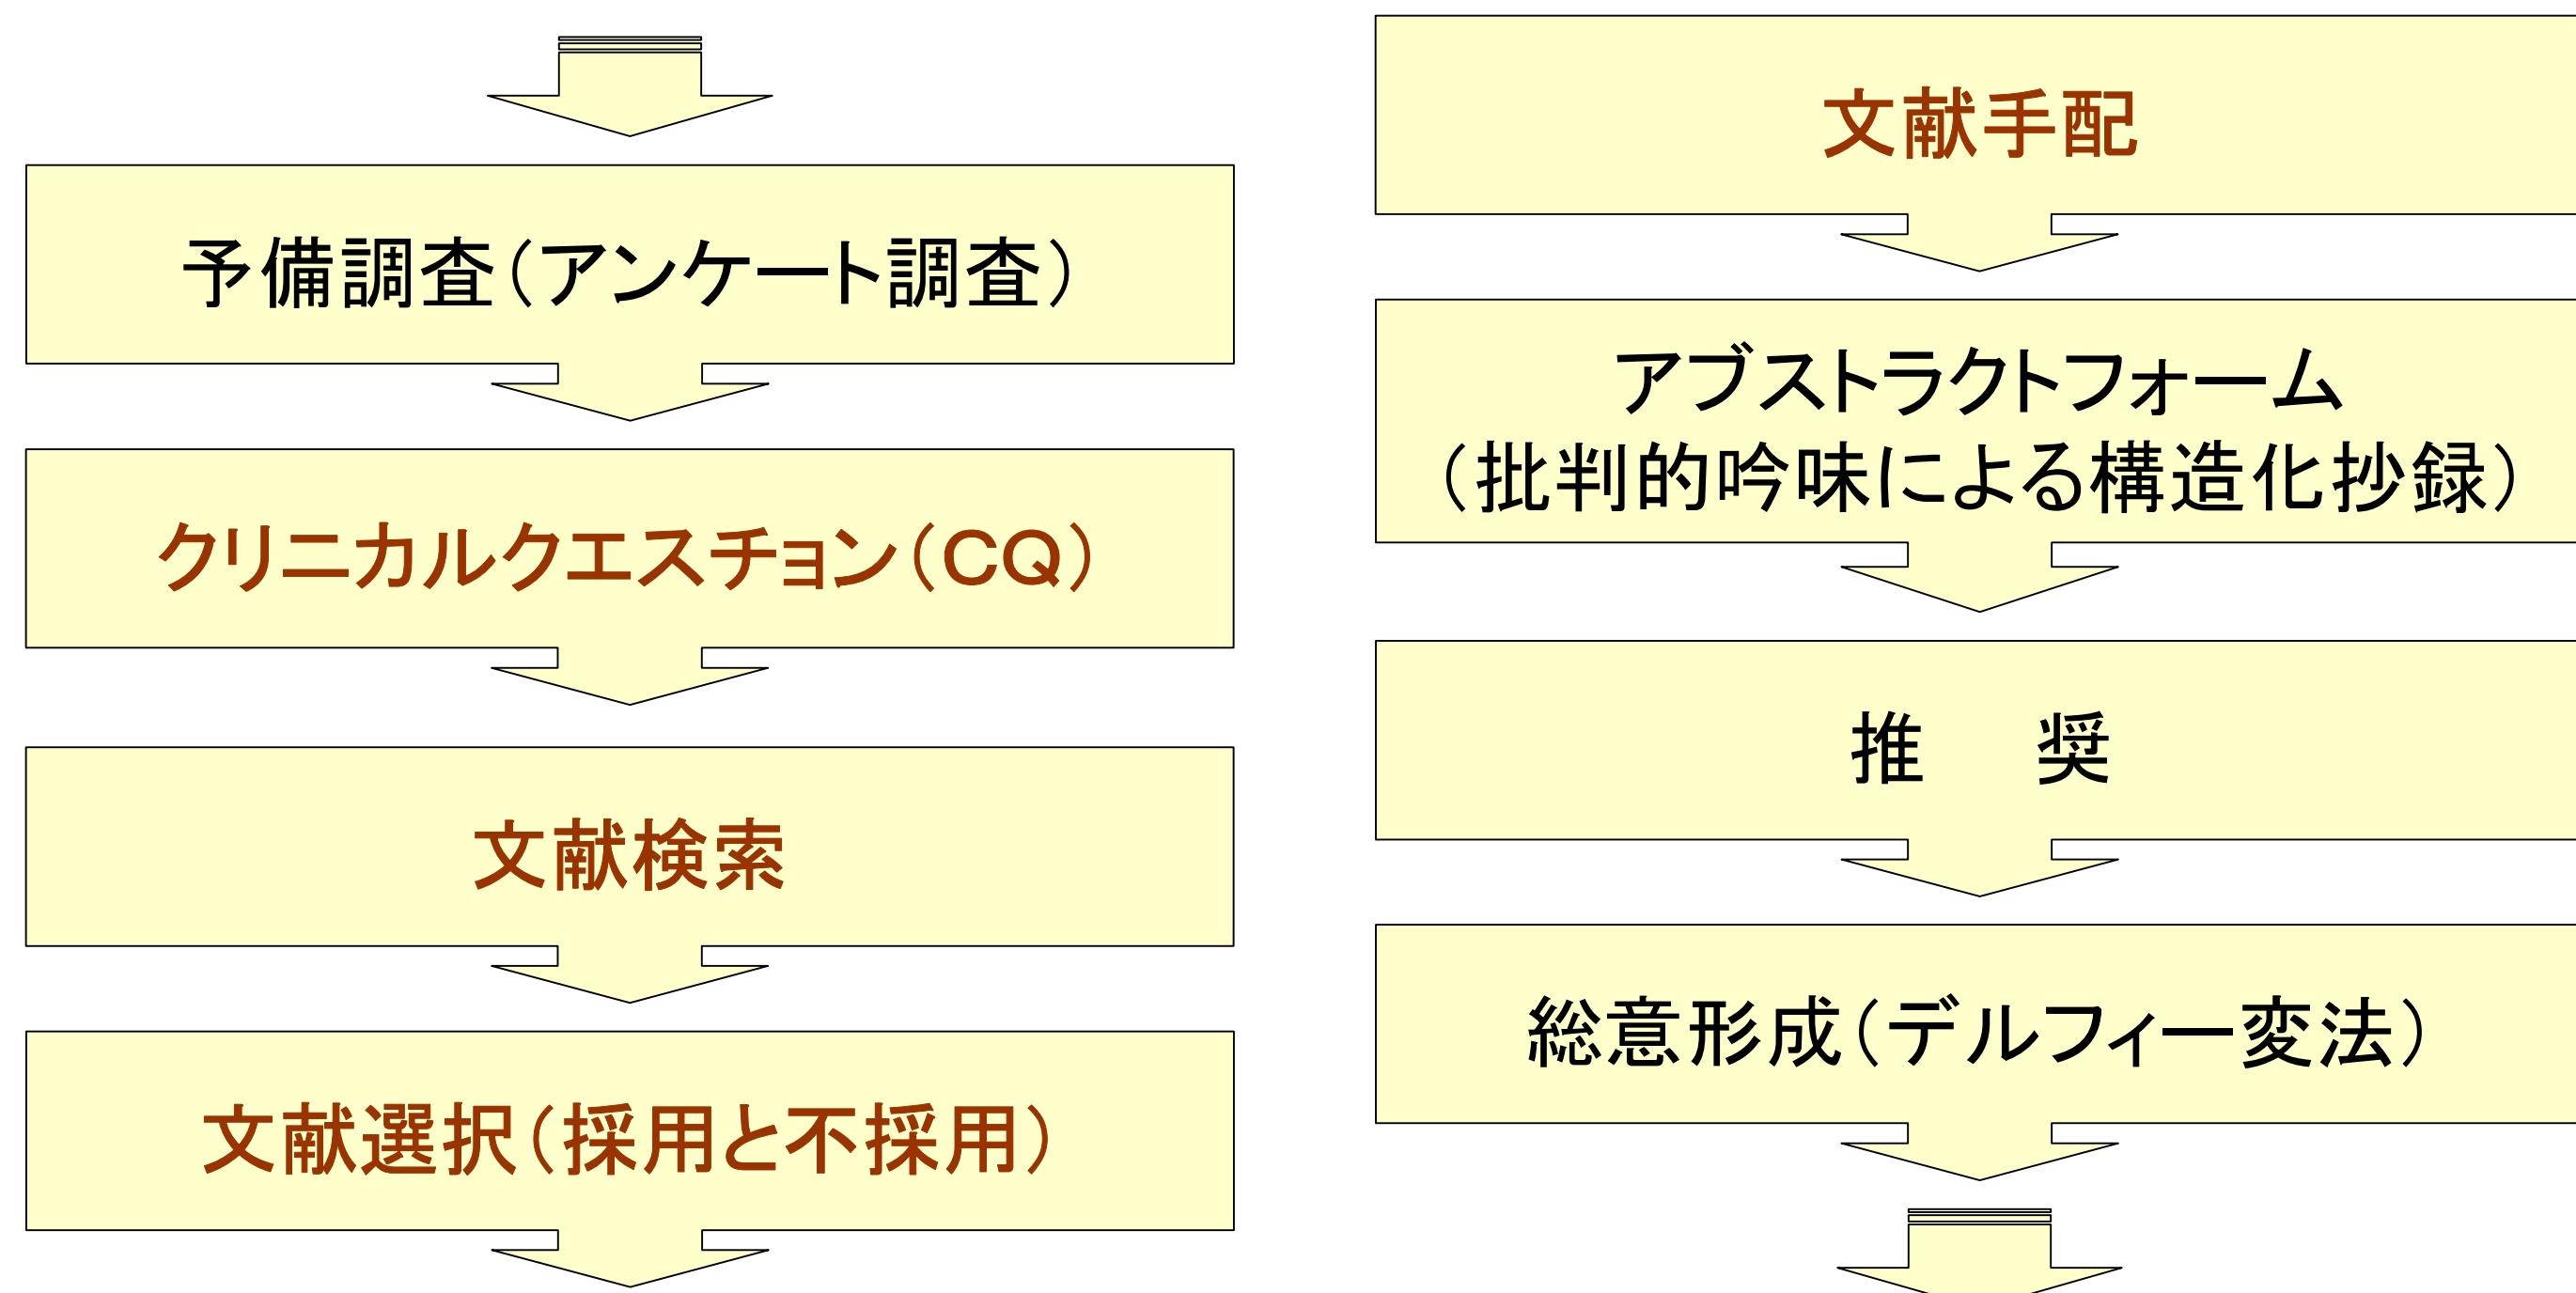 予備調査（アンケート調査）
クリニカルクエスチョン（CQ）
文献検索
文献選択（採用と不採用）
文献手配
アブストラクトフォーム
（批判的吟味による構造化抄録）
推　奨
総意形成（デルフィー変法）